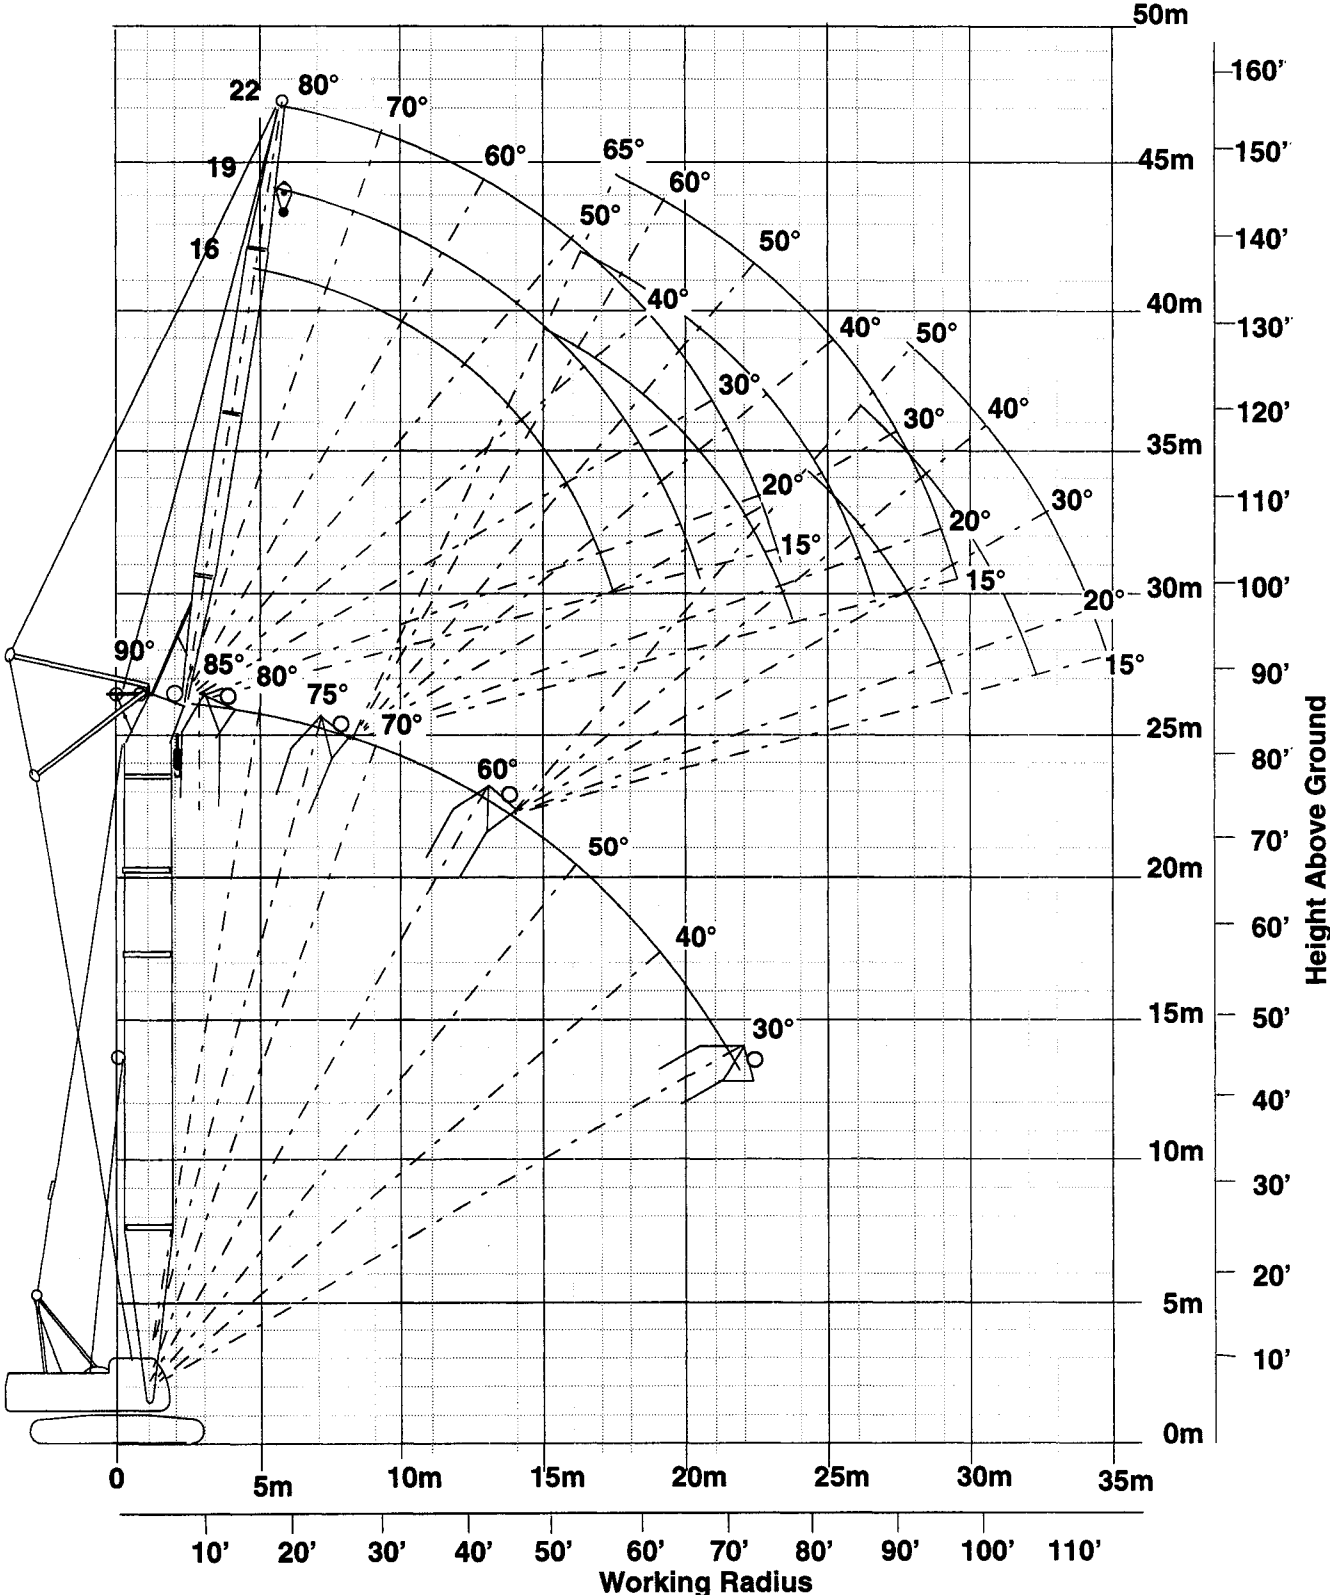 50m
160'
22 80°
70°
150'
45m
19
60°
65°
60°
50°
50°
140'
16
40°
40m
130'
40°
50°
30°
40°
120'
30°
35m
20°
110'
30°
20°
15°
15°
30m
100'
20°
90°
85°
80°
75°
70°
15°
90'
25m
80'
60°
50°
70'
20m
60'
40°
15m
50'
30°
40'
10m
30'
20'
5m
10'
0m
Height Above Ground
0
5m
10m
15m
20m
25m
30m
35m
10'
20'
30'
40'
50'
60'
70'
80'
90'
100'
110'
Working Radius